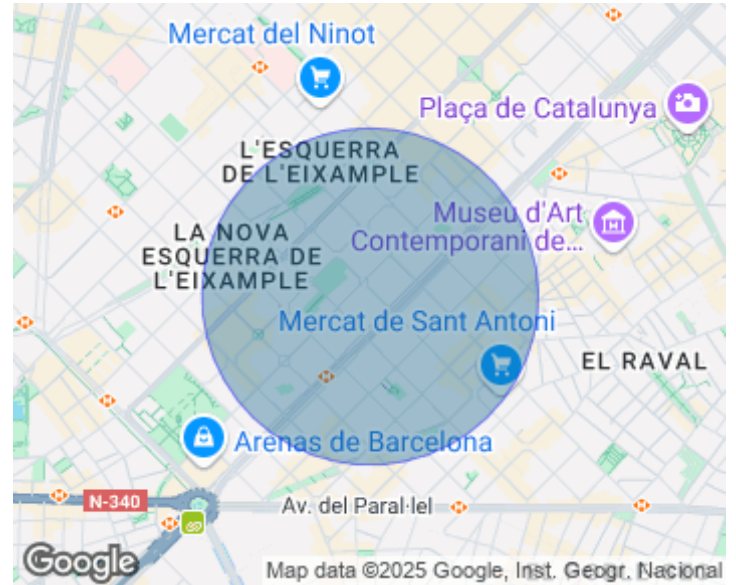 Mercat del Ninot
Plaça de Catalunya
L'ESQUERRA
DE L'EIXAMPLE
Museu d'Art
Contemporani de...
LA NOVA
ESQUERRA DE
L'EIXAMPLE
Mercat de Sant Antoni
EL RAVAL
Arenas de Barcelona
N-340
Av. del Paral·lel
Google
Map data ©2025 Google, Inst. Geogr. Nacional